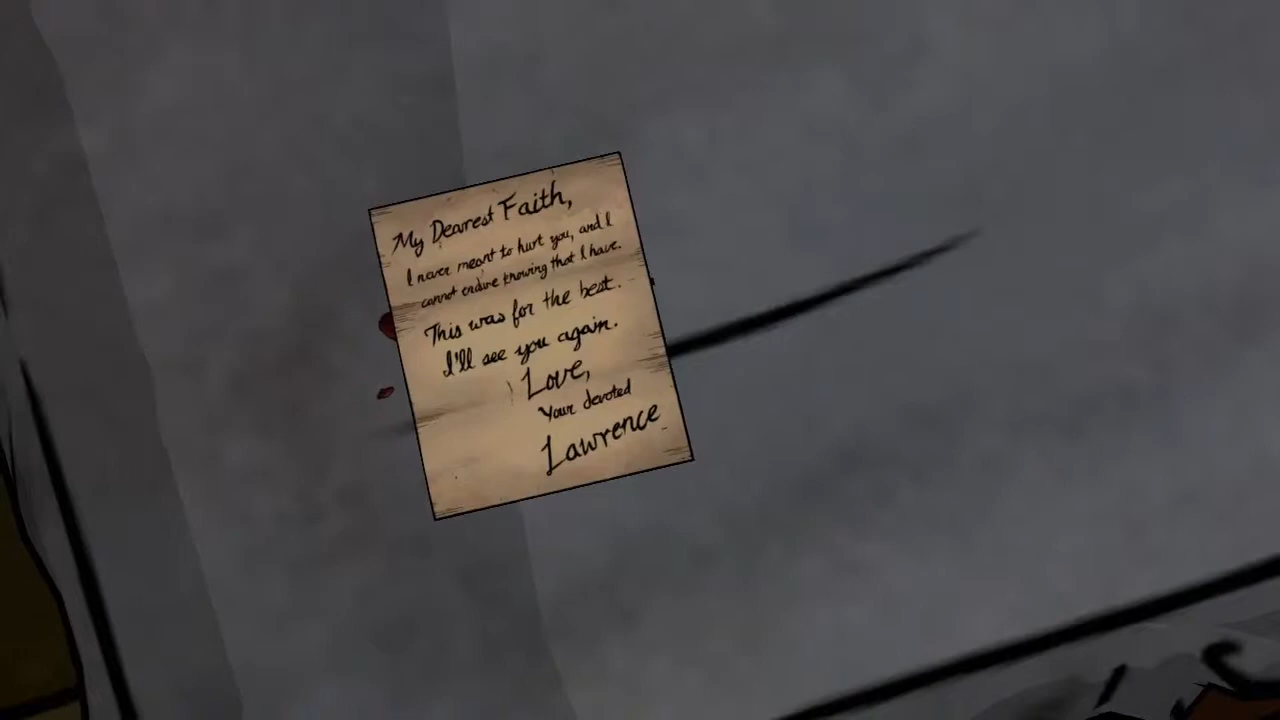 My Dearest Faith,
I never meant to hurt you, and I
cannot endure knowing that I have.
This was for the best.
I'll see you again.
Love,
Your devoted
Lawrence